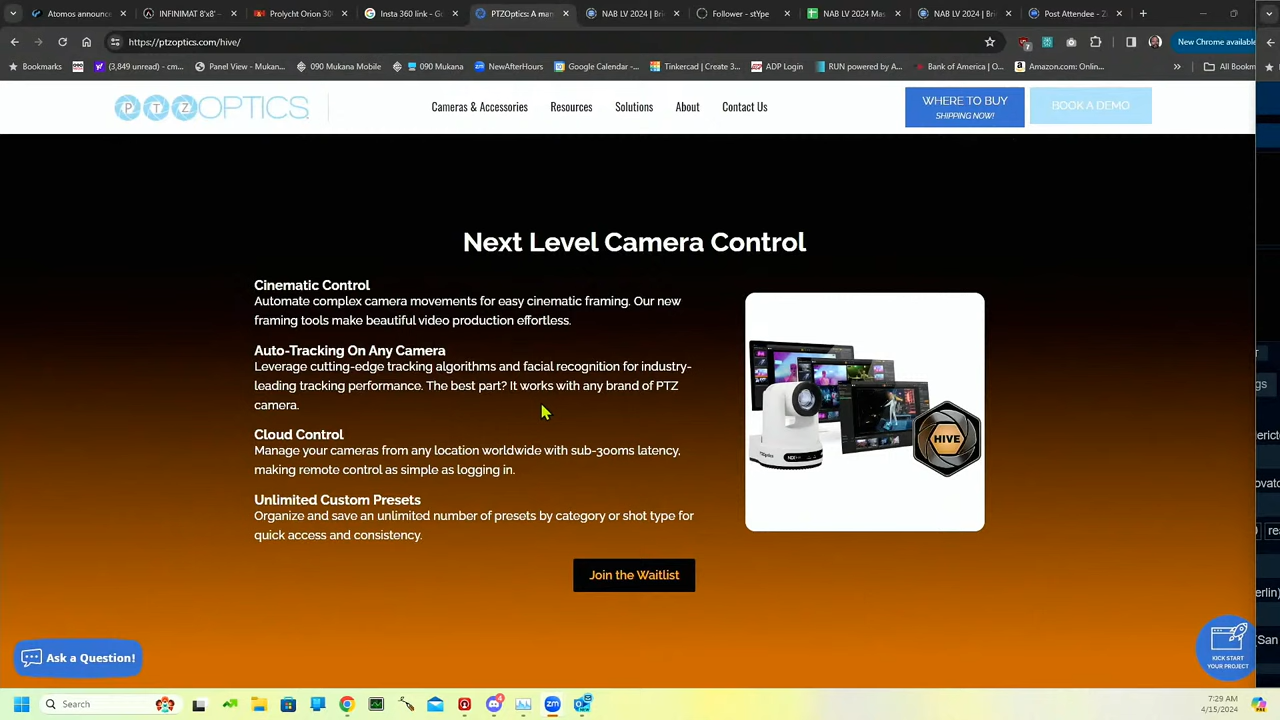 Atomos announc
INFINIMAT 8'x8' -
Prolycht Orion 30
Insta 360 link - G
PTZOptics: A man
NAB LV 2024 | Bri
Follower - stYpe
NAB LV 2024 Mas
NAB LV 2024 | Bri
Post Attendee - Z
https://ptzoptics.com/hive/
New Chrome available
Bookmarks
(3,849 unread) - cm...
Panel View - Mukan...
090 Mukana Mobile
090 Mukana
NewAfterHours
Google Calendar -...
Tinkercad | Create 3...
ADP Login
RUN powered by A...
Bank of America | O...
Amazon.com: Onlin...
All Bookm
PTZOPTICS
Cameras & Accessories
Resources
Solutions
About
Contact Us
WHERE TO BUY
SHIPPING NOW!
BOOK A DEMO
Next Level Camera Control
Cinematic Control
Automate complex camera movements for easy cinematic framing. Our new
framing tools make beautiful video production effortless.
Auto-Tracking On Any Camera
Leverage cutting-edge tracking algorithms and facial recognition for industry-
leading tracking performance. The best part? It works with any brand of PTZ
camera.
Cloud Control
Manage your cameras from any location worldwide with sub-300ms latency,
making remote control as simple as logging in.
Unlimited Custom Presets
Organize and save an unlimited number of presets by category or shot type for
quick access and consistency.
HIVE
Join the Waitlist
Ask a Question!
KICK START
YOUR PROJECT
Search
7:29 AM
4/15/2024